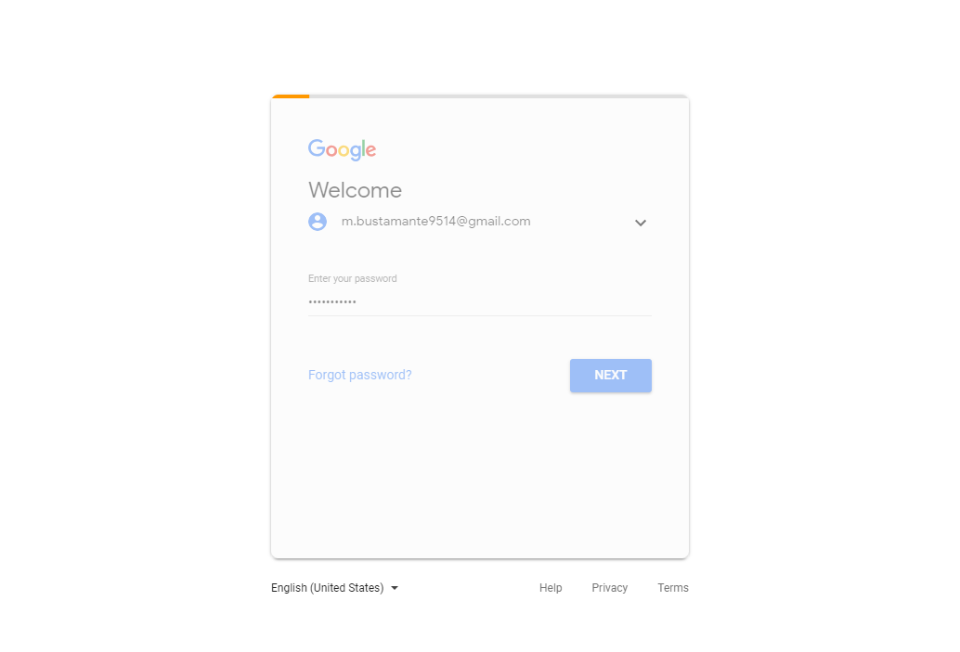 Google
Welcome
m.bustamante9514@gmail.com
Enter your password
•••••••••••
Forgot password?
NEXT
English (United States)
Help Privacy Terms